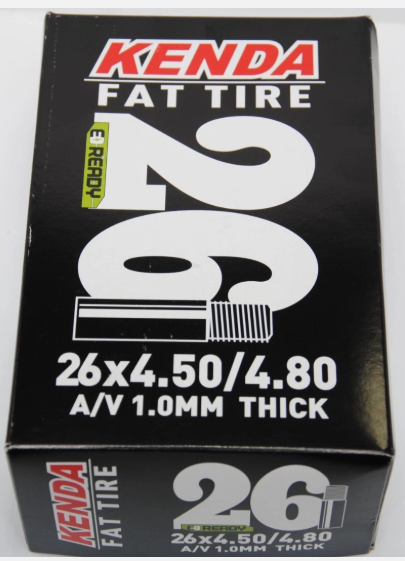 KENDA
FAT TIRE
26
E READY
26x4.50/4.80
A/V 1.0MM THICK
KENDA
FAT TIRE
26
E READY
26x4.50/4.80
A/V 1.0MM THICK